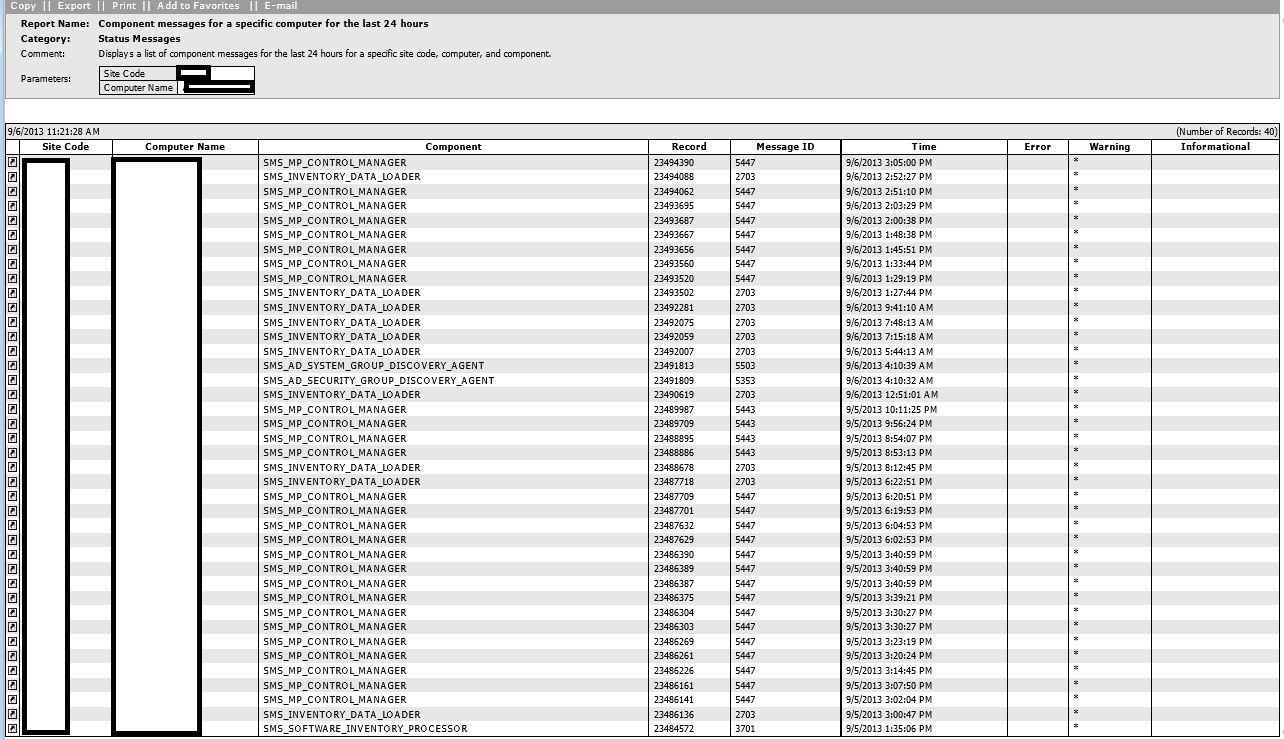 Copy || Export || Print || Add to Favorites || E-mail
Report Name: Component messages for a specific computer for the last 24 hours
Category: Status Messages
Comment: Displays a list of component messages for the last 24 hours for a specific site code, computer, and component.
Parameters:
Site Code
Computer Name
9/6/2013 11:21:28 AM (Number of Records: 40)
Site Code Computer Name Component Record Message ID Time Error Warning Informational
SMS_MP_CONTROL_MANAGER 23494390 5447 9/6/2013 3:05:00 PM *
SMS_INVENTORY_DATA_LOADER 23494088 2703 9/6/2013 2:52:27 PM *
SMS_MP_CONTROL_MANAGER 23494062 5447 9/6/2013 2:51:10 PM *
SMS_MP_CONTROL_MANAGER 23493695 5447 9/6/2013 2:03:29 PM *
SMS_MP_CONTROL_MANAGER 23493687 5447 9/6/2013 2:00:38 PM *
SMS_MP_CONTROL_MANAGER 23493667 5447 9/6/2013 1:48:38 PM *
SMS_MP_CONTROL_MANAGER 23493656 5447 9/6/2013 1:45:51 PM *
SMS_MP_CONTROL_MANAGER 23493560 5447 9/6/2013 1:33:44 PM *
SMS_MP_CONTROL_MANAGER 23493520 5447 9/6/2013 1:29:19 PM *
SMS_INVENTORY_DATA_LOADER 23493502 2703 9/6/2013 1:27:44 PM *
SMS_INVENTORY_DATA_LOADER 23492281 2703 9/6/2013 9:41:10 AM *
SMS_INVENTORY_DATA_LOADER 23492075 2703 9/6/2013 7:48:13 AM *
SMS_INVENTORY_DATA_LOADER 23492059 2703 9/6/2013 7:15:18 AM *
SMS_INVENTORY_DATA_LOADER 23492007 2703 9/6/2013 5:44:13 AM *
SMS_AD_SYSTEM_GROUP_DISCOVERY_AGENT 23491813 5503 9/6/2013 4:10:39 AM *
SMS_AD_SECURITY_GROUP_DISCOVERY_AGENT 23491809 5353 9/6/2013 4:10:32 AM *
SMS_INVENTORY_DATA_LOADER 23490619 2703 9/6/2013 12:51:01 AM *
SMS_MP_CONTROL_MANAGER 23489987 5443 9/5/2013 10:11:25 PM *
SMS_MP_CONTROL_MANAGER 23489709 5443 9/5/2013 9:56:24 PM *
SMS_MP_CONTROL_MANAGER 23488895 5443 9/5/2013 8:54:07 PM *
SMS_MP_CONTROL_MANAGER 23488886 5443 9/5/2013 8:53:13 PM *
SMS_INVENTORY_DATA_LOADER 23488678 2703 9/5/2013 8:12:45 PM *
SMS_INVENTORY_DATA_LOADER 23487718 2703 9/5/2013 6:22:51 PM *
SMS_MP_CONTROL_MANAGER 23487709 5447 9/5/2013 6:20:51 PM *
SMS_MP_CONTROL_MANAGER 23487701 5447 9/5/2013 6:19:53 PM *
SMS_MP_CONTROL_MANAGER 23487632 5447 9/5/2013 6:04:53 PM *
SMS_MP_CONTROL_MANAGER 23487629 5447 9/5/2013 6:02:53 PM *
SMS_MP_CONTROL_MANAGER 23486390 5447 9/5/2013 3:40:59 PM *
SMS_MP_CONTROL_MANAGER 23486389 5447 9/5/2013 3:40:59 PM *
SMS_MP_CONTROL_MANAGER 23486387 5447 9/5/2013 3:40:59 PM *
SMS_MP_CONTROL_MANAGER 23486375 5447 9/5/2013 3:39:21 PM *
SMS_MP_CONTROL_MANAGER 23486304 5447 9/5/2013 3:30:27 PM *
SMS_MP_CONTROL_MANAGER 23486303 5447 9/5/2013 3:30:27 PM *
SMS_MP_CONTROL_MANAGER 23486269 5447 9/5/2013 3:23:19 PM *
SMS_MP_CONTROL_MANAGER 23486261 5447 9/5/2013 3:20:24 PM *
SMS_MP_CONTROL_MANAGER 23486226 5447 9/5/2013 3:14:45 PM *
SMS_MP_CONTROL_MANAGER 23486161 5447 9/5/2013 3:07:50 PM *
SMS_MP_CONTROL_MANAGER 23486141 5447 9/5/2013 3:02:04 PM *
SMS_INVENTORY_DATA_LOADER 23486136 2703 9/5/2013 3:00:47 PM *
SMS_SOFTWARE_INVENTORY_PROCESSOR 23484572 3701 9/5/2013 1:35:06 PM *